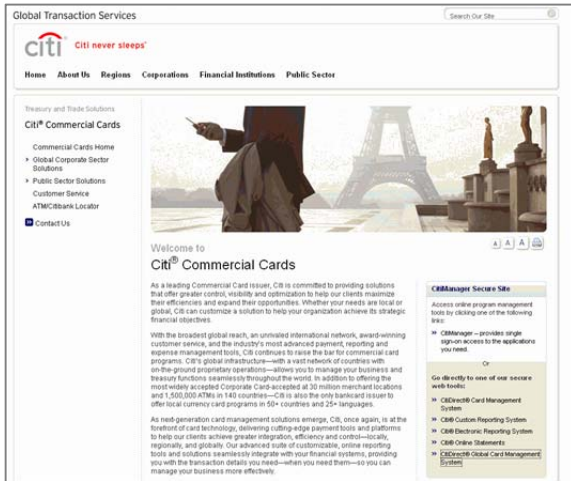 Global Transaction Services
Search Our Site
citi
Citi never sleeps®
Home About Us Regions Corporations Financial Institutions Public Sector
Treasury and Trade Solutions
Citi® Commercial Cards
Commercial Cards Home
Global Corporate Sector
Solutions
Public Sector Solutions
Customer Service
ATM/Citibank Locator
Contact Us
A A A
Welcome to
Citi® Commercial Cards
As a leading Commercial Card issuer, Citi is committed to providing solutions
that offer greater control, visibility and optimization to help our clients maximize
their efficiencies and expand their opportunities. Whether your needs are local or
global, Citi can customize a solution to help your organization achieve its strategic
financial objectives.
With the broadest global reach, an unrivaled international network, award-winning
customer service, and the industry's most advanced payment, reporting and
expense management tools, Citi continues to raise the bar for commercial card
programs. Citi's global infrastructure—with a vast network of countries with
on-the-ground proprietary operations—allows you to manage your business and
treasury functions seamlessly throughout the world. In addition to offering the
most widely accepted Corporate Card-accepted at 30 million merchant locations
and 1,500,000 ATMs in 140 countries—Citi is also the only bankcard issuer to
offer local currency card programs in 50+ countries and 25+ languages.
As next-generation card management solutions emerge, Citi, once again, is at the
forefront of card technology, delivering cutting-edge payment tools and platforms
to help our clients achieve greater integration, efficiency and control—locally,
regionally, and globally. Our advanced suite of customizable, online reporting
tools and solutions seamlessly integrate with your financial systems, providing
you with the transaction details you need—when you need them—so you can
manage your business more effectively.
CitiManager Secure Site
Access online program management
tools by clicking one of the following
links:
CitiManager – provides single
sign-on access to the applications
you need.
Or
Go directly to one of our secure
web tools:
CitiDirect® Card Management
System
Citi® Custom Reporting System
Citi® Electronic Reporting System
Citi® Online Statements
CitiDirect® Global Card Management
System